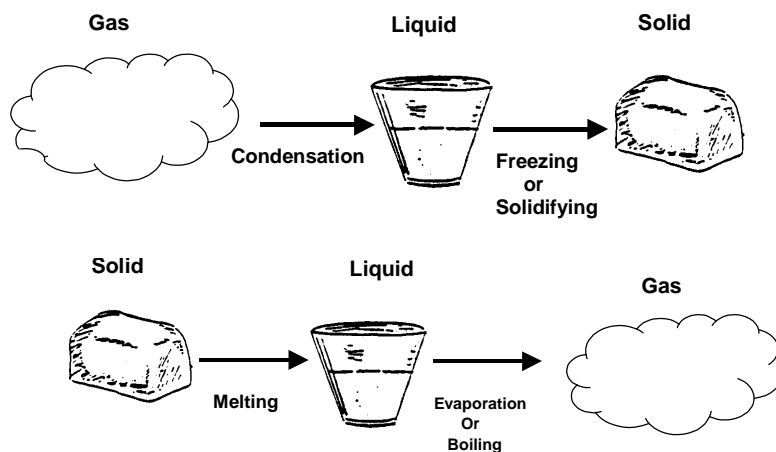 Gas
Liquid
Solid
Condensation
Freezing
or
Solidifying
Solid
Liquid
Gas
Melting
Evaporation
Or
Boiling